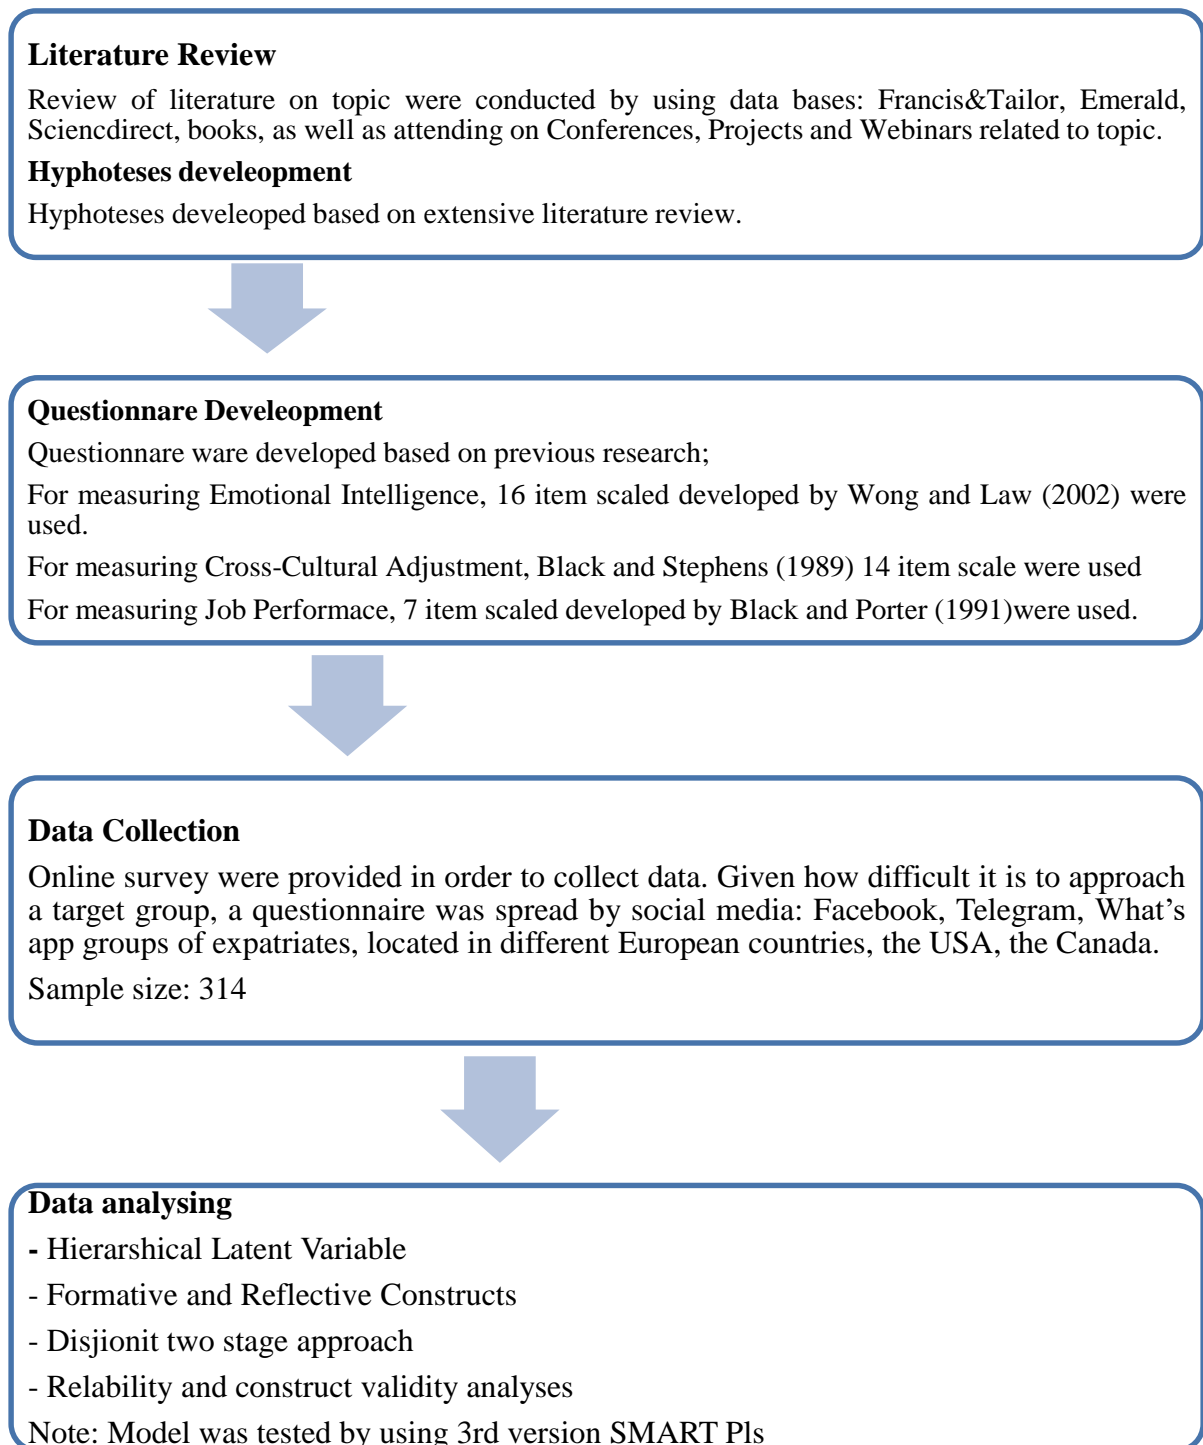 Literature Review
Review of literature on topic were conducted by using data bases: Francis&Tailor, Emerald,
Sciencdirect, books, as well as attending on Conferences, Projects and Webinars related to topic.
Hyphoteses develeopment
Hyphoteses develeoped based on extensive literature review.
Questionnare Develeopment
Questionnare ware developed based on previous research;
For measuring Emotional Intelligence, 16 item scaled developed by Wong and Law (2002) were
used.
For measuring Cross-Cultural Adjustment, Black and Stephens (1989) 14 item scale were used
For measuring Job Performace, 7 item scaled developed by Black and Porter (1991)were used.
Data Collection
Online survey were provided in order to collect data. Given how difficult it is to approach
a target group, a questionnaire was spread by social media: Facebook, Telegram, What's
app groups of expatriates, located in different European countries, the USA, the Canada.
Sample size: 314
Data analysing
- Hierarshical Latent Variable
- Formative and Reflective Constructs
- Disjionit two stage approach
- Relability and construct validity analyses
Note: Model was tested by using 3rd version SMART Pls